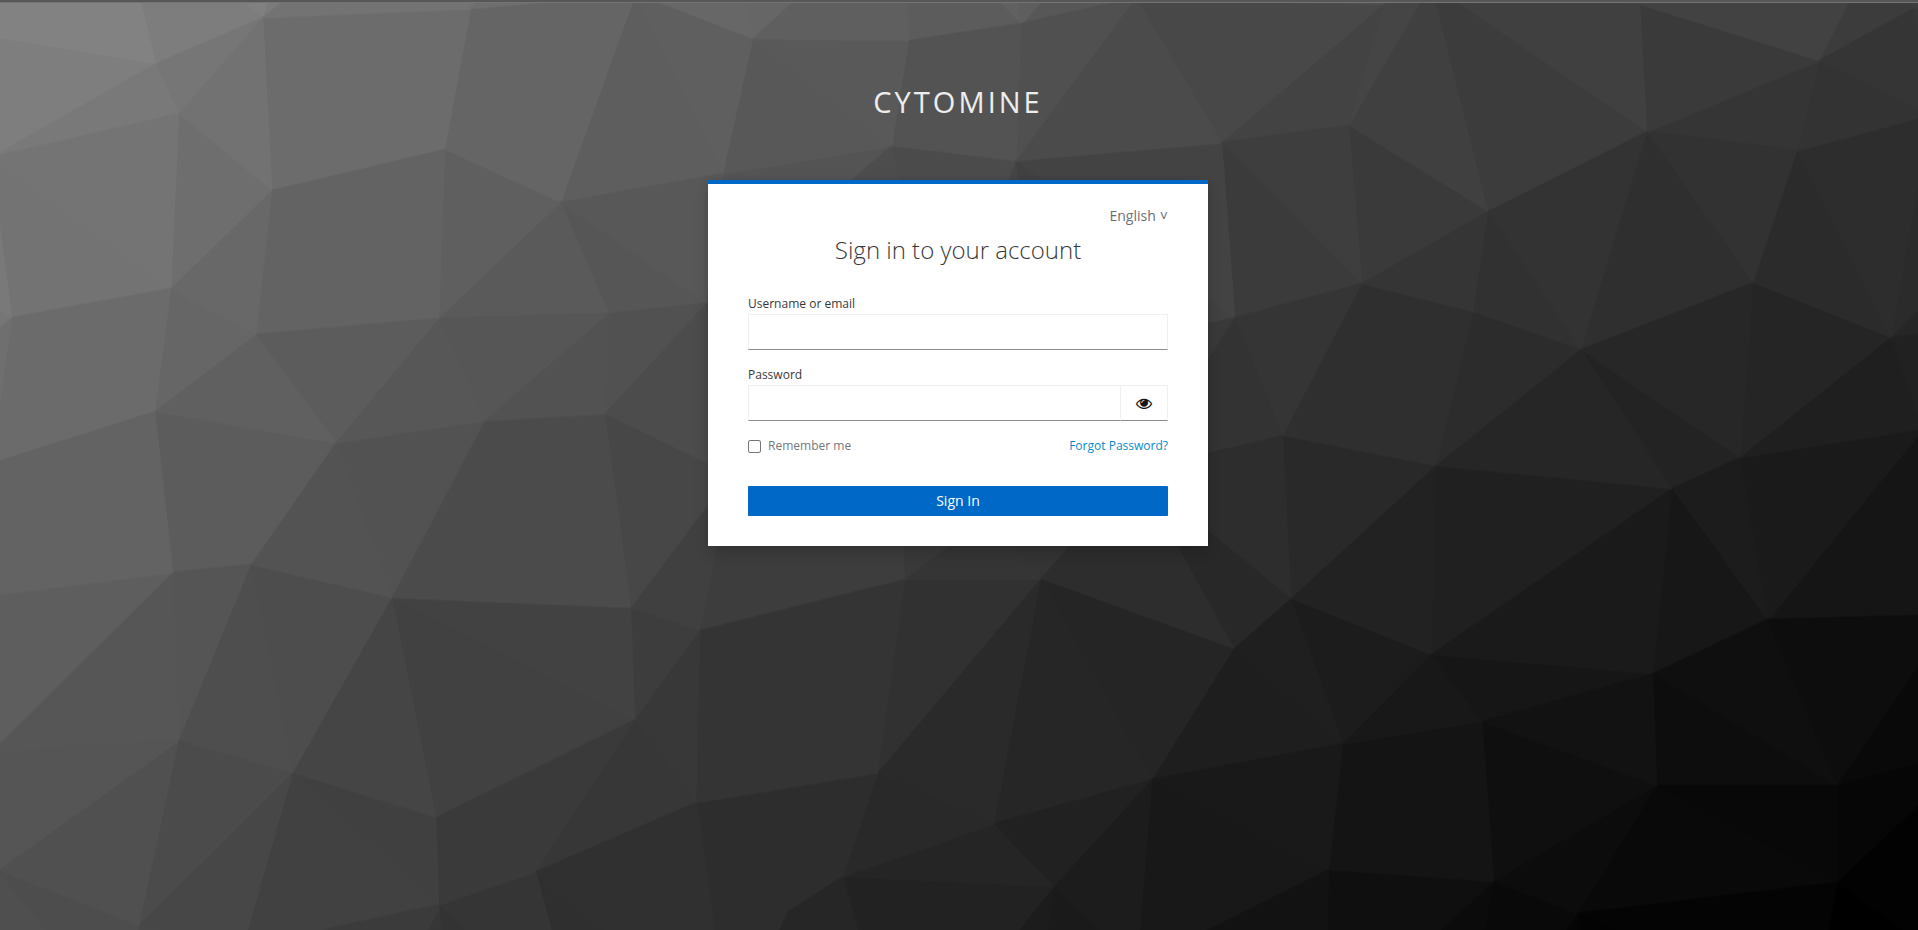 CYTOMINE
English ˅
Sign in to your account
Username or email
Password
Remember me
Forgot Password?
Sign In